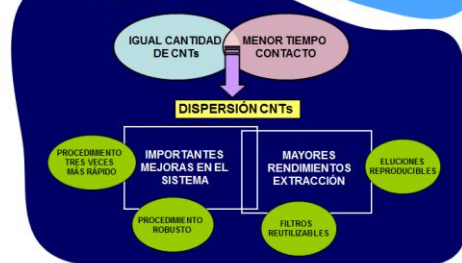 IGUAL CANTIDAD
DE CNTs
MENOR TIEMPO
CONTACTO
DISPERSIÓN CNTs
PROCEDIMIENTO
TRES VECES
MÁS RÁPIDO
IMPORTANTES
MEJORAS EN EL
SISTEMA
MAYORES
RENDIMIENTOS
EXTRACCIÓN
ELUCIONES
REPRODUCIBLES
PROCEDIMIENTO
ROBUSTO
FILTROS
REUTILIZABLES